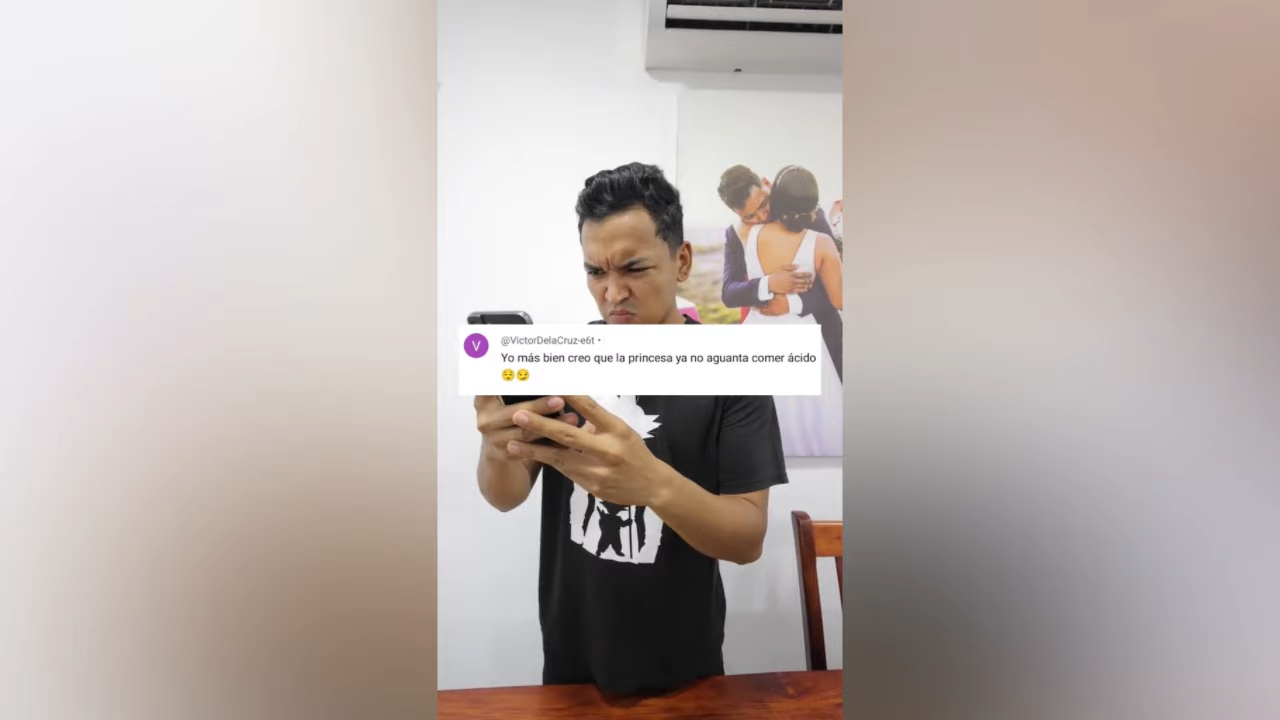 V
@VictorDelaCruz-e6t •
Yo más bien creo que la princesa ya no aguanta comer ácido
😌😏